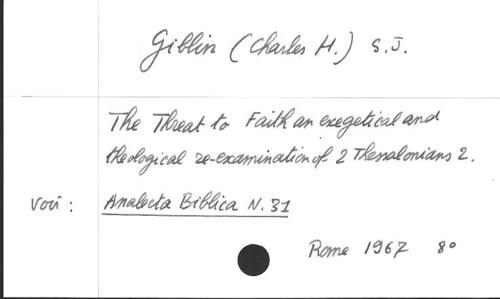 Giblin (Charles H.) S.J.
The Threat to Faith an exegetical and
theological re-examination of 2 Thessalonians 2.
Voir : Analecta Biblica N. 31
Rome 1967 8º